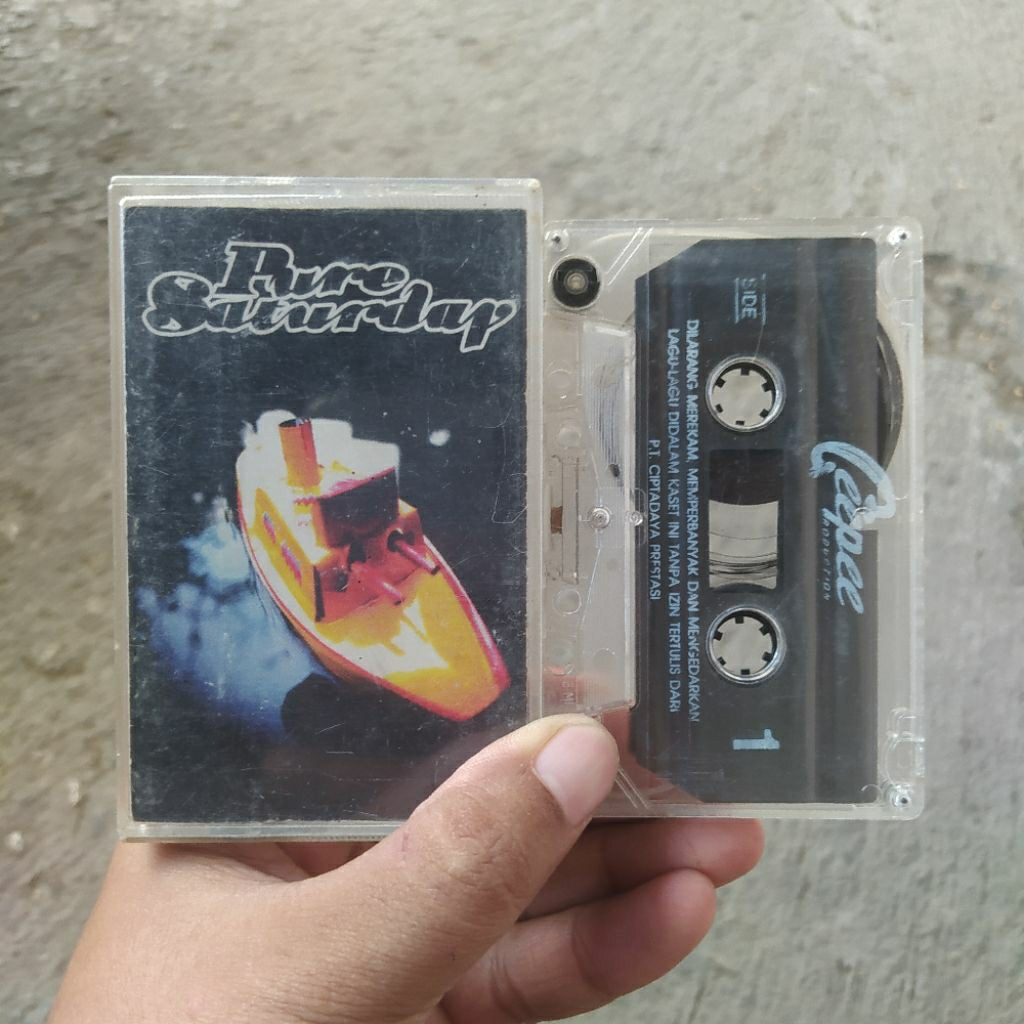 Pure
Saturday
SIDE
1
DILARANG MEREKAM, MEMPERBANYAK DAN MENGEDARKAN
LAGU-LAGU DIDALAM KASET INI TANPA IZIN TERTULIS DARI
P.T. CIPTADAYA PRESTASI
Ceepee
PRODUCTION